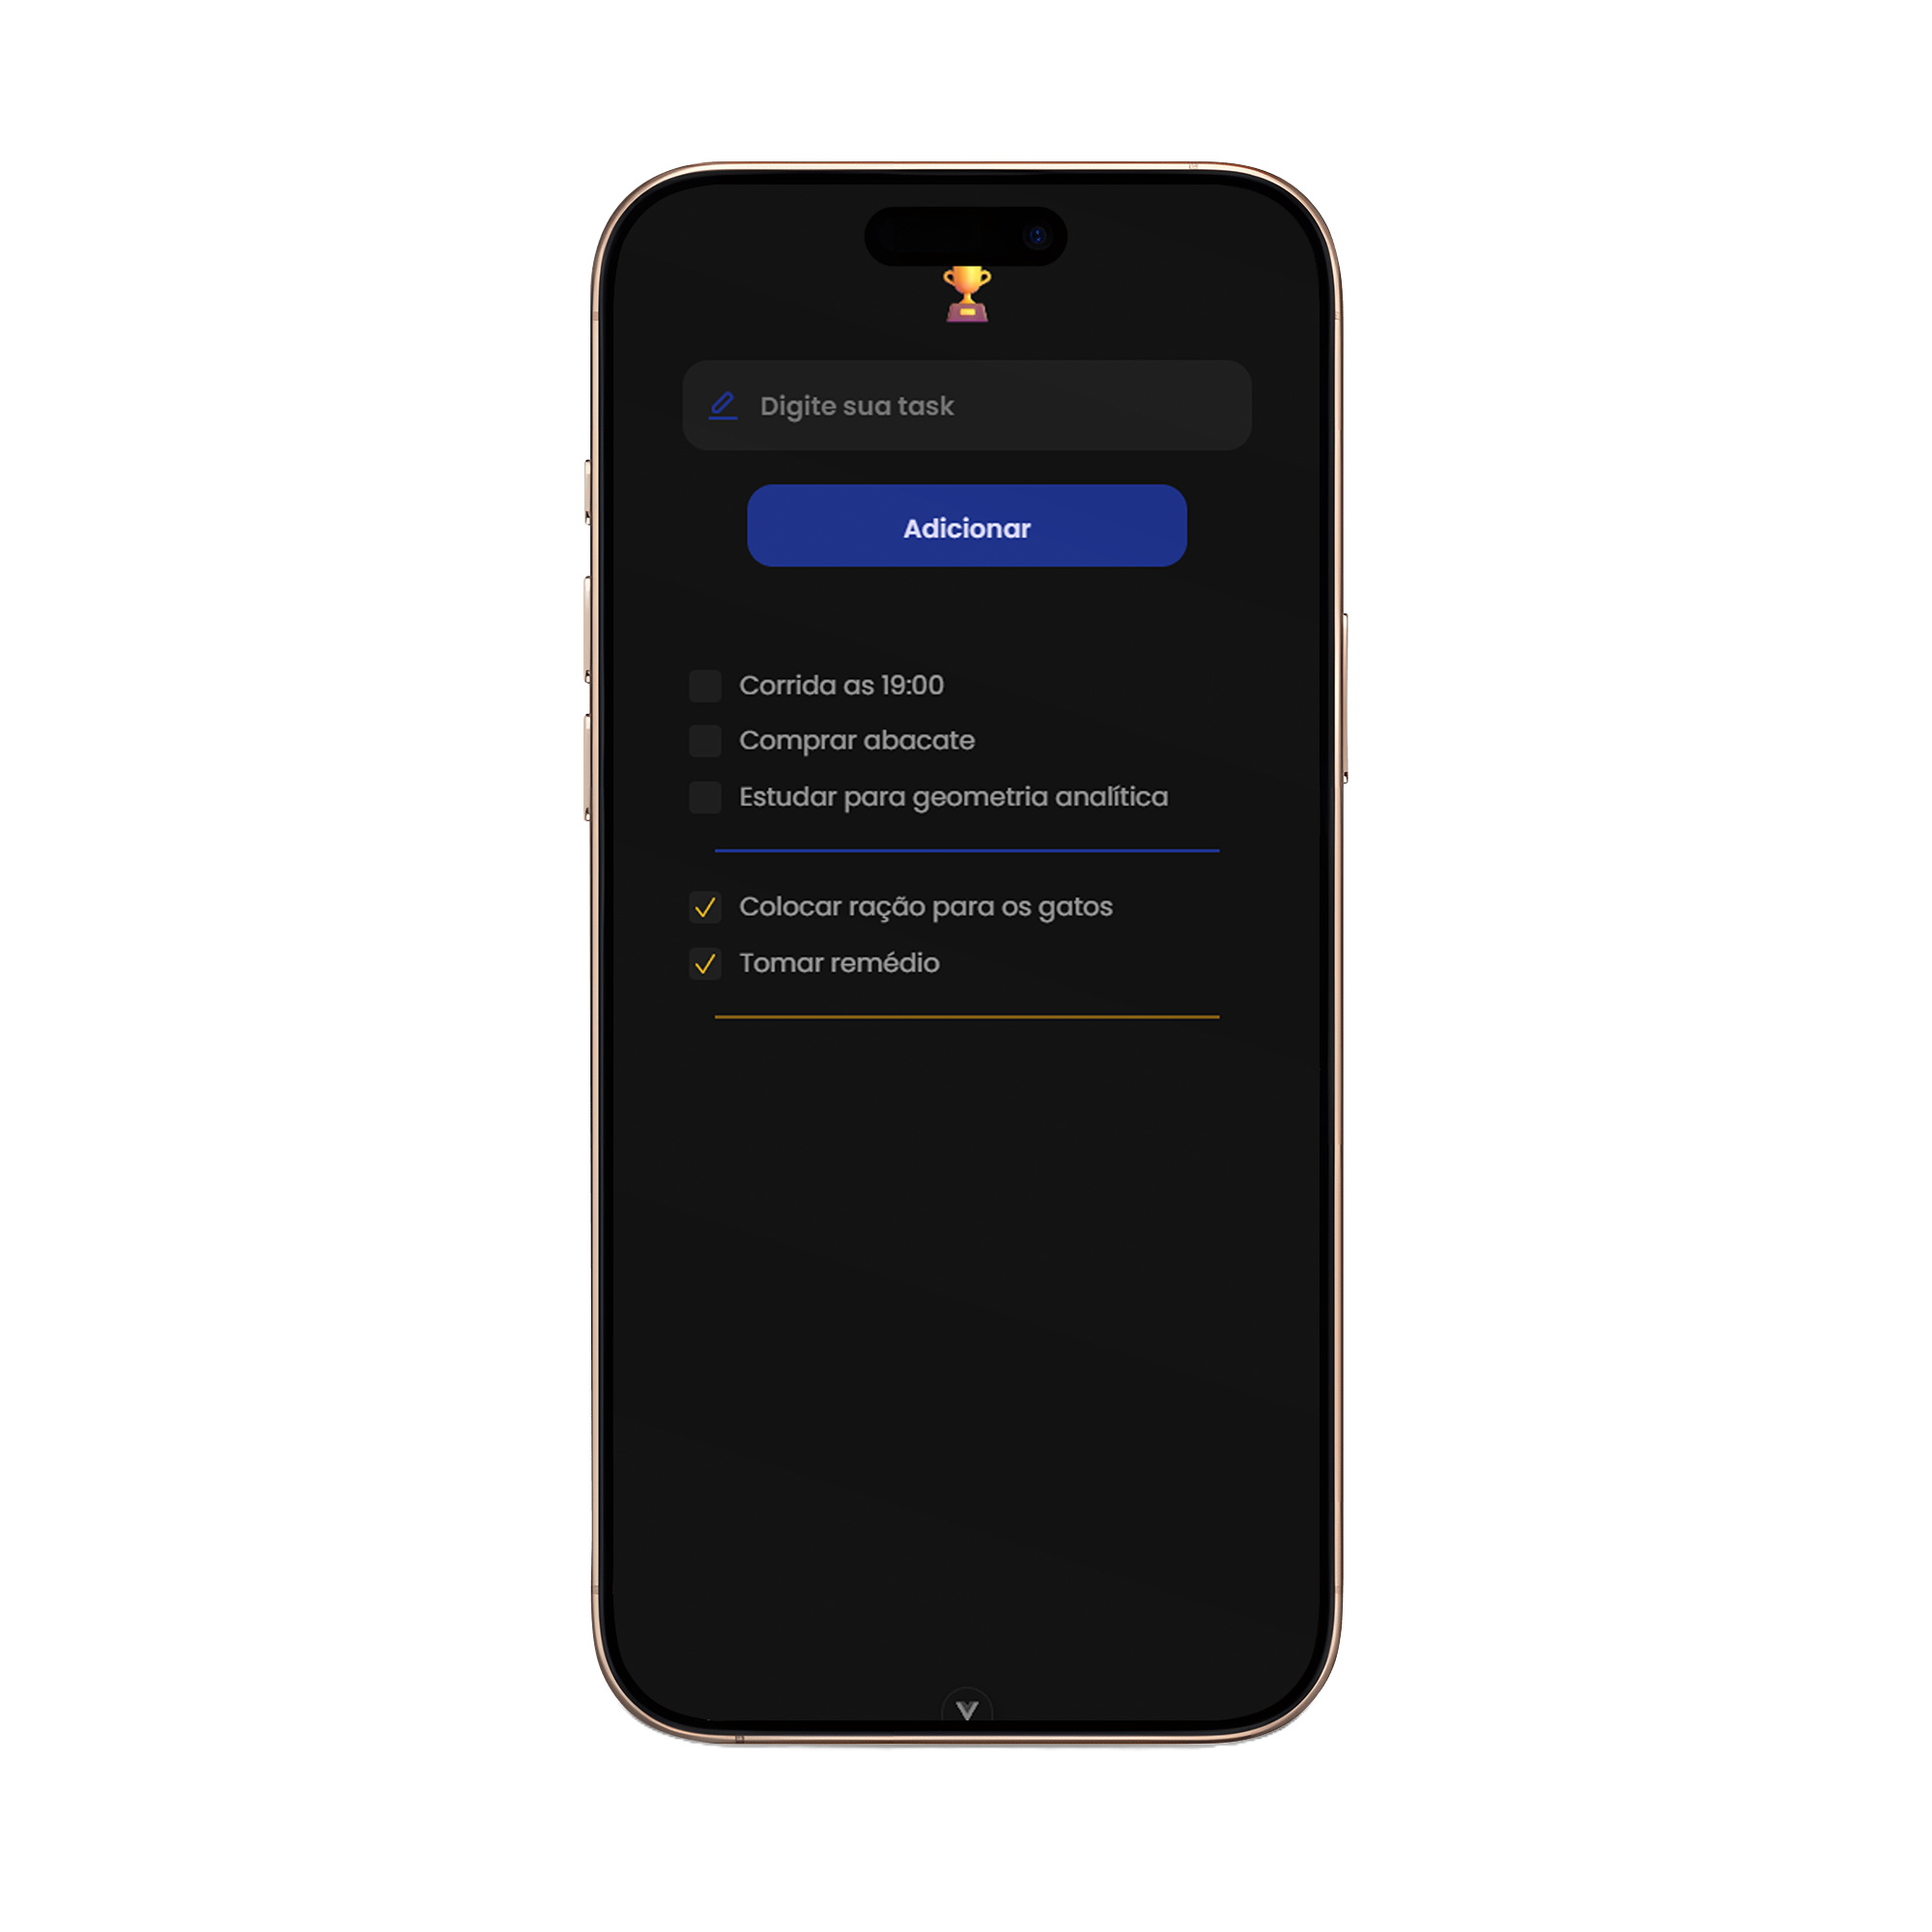 Digite sua task
Adicionar
Corrida as 19:00
Comprar abacate
Estudar para geometria analítica
Colocar ração para os gatos
Tomar remédio